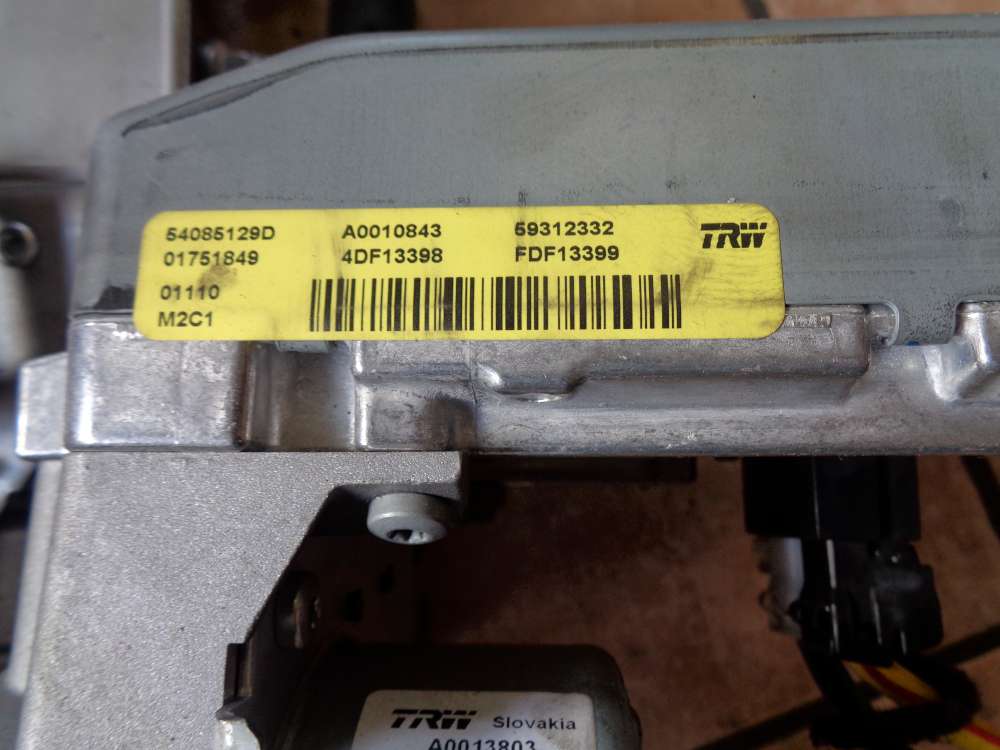 54085129D A0010843 59312332 TRW
01751849 4DF13398 FDF13399
01110
M2C1
TRW Slovakia
A0013803